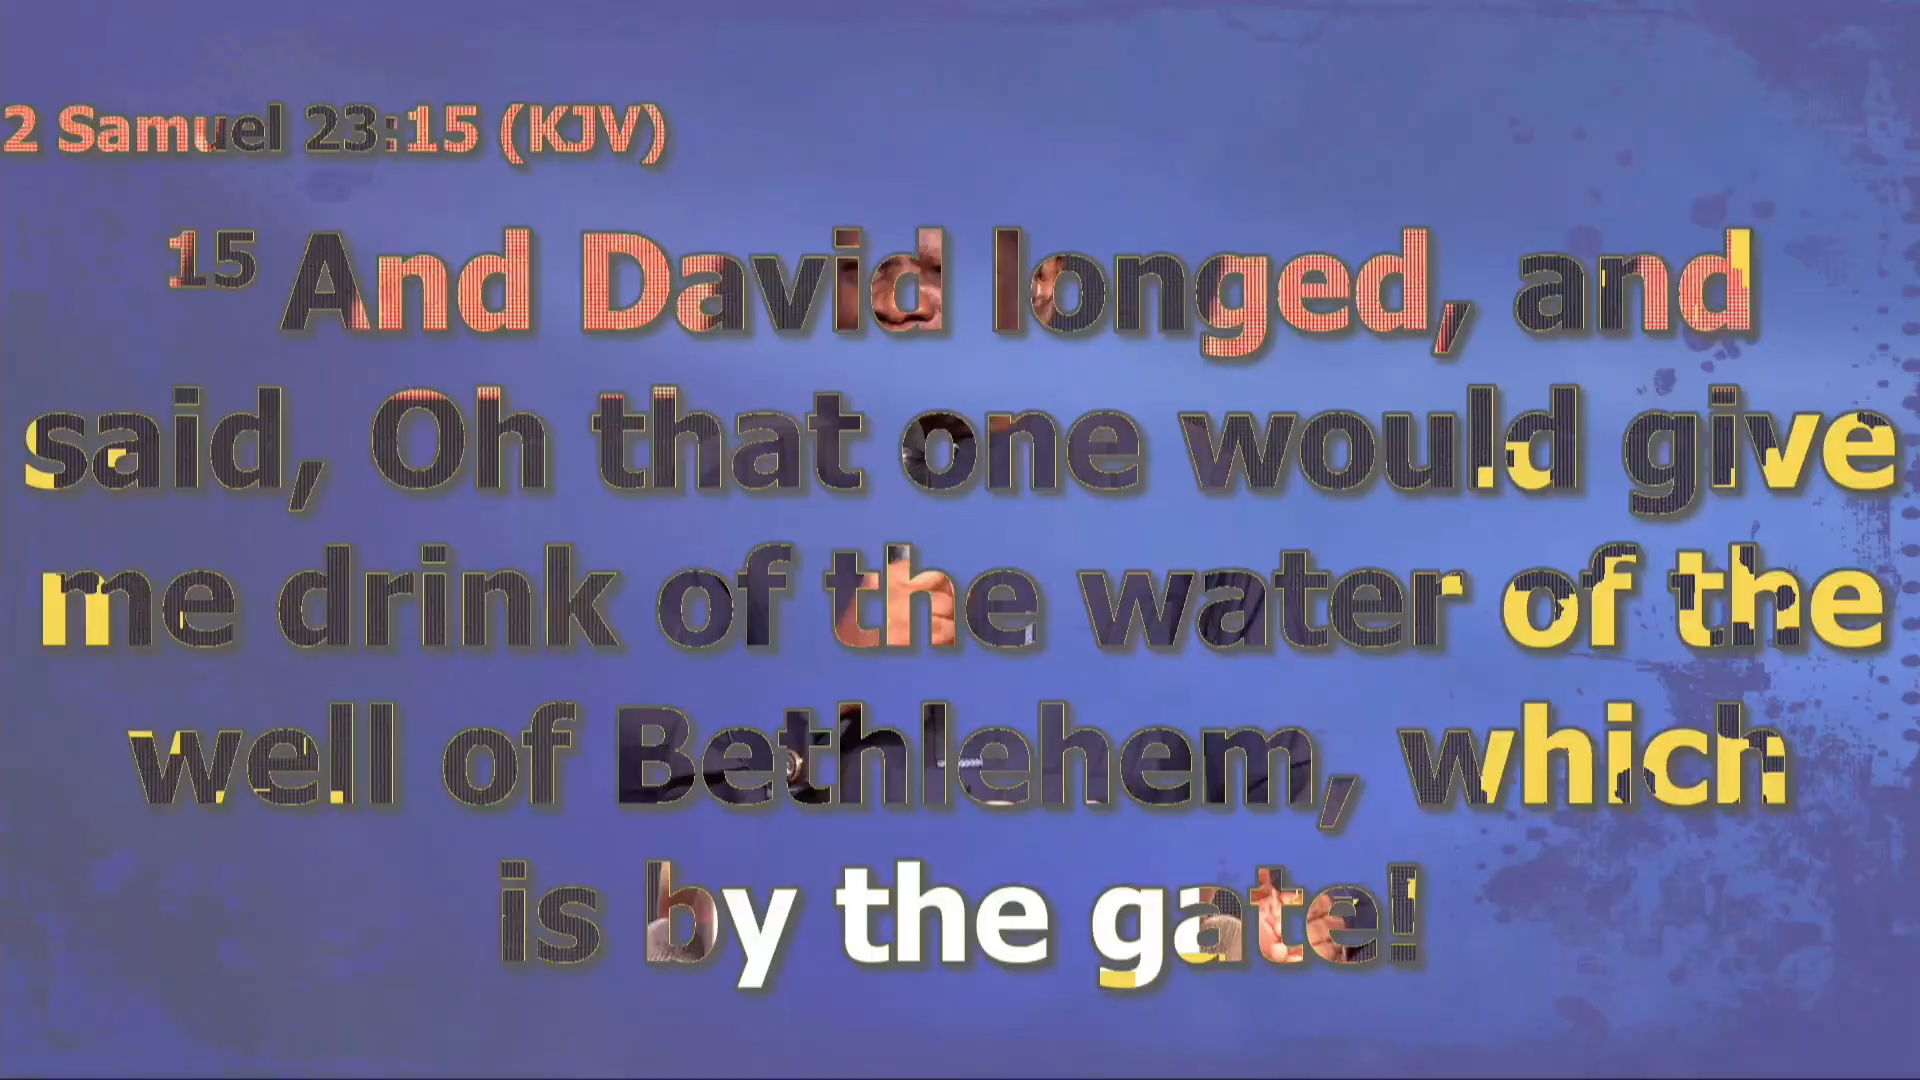 2 Samuel 23:15 (KJV)
15 And David longed, and
said, Oh that one would give
me drink of the water of the
well of Bethlehem, which
is by the gate!